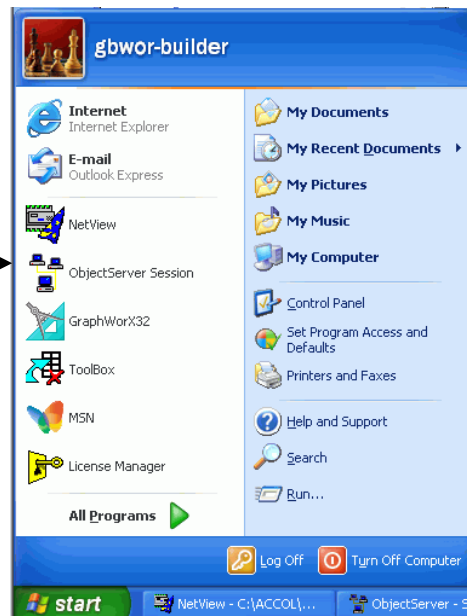 gbwor-builder
Internet
Internet Explorer
E-mail
Outlook Express
NetView
ObjectServer Session
GraphWorX32
ToolBox
MSN
License Manager
All Programs
My Documents
My Recent Documents
My Pictures
My Music
My Computer
Control Panel
Set Program Access and
Defaults
Printers and Faxes
Help and Support
Search
Run...
Log Off
Turn Off Computer
start
NetView - C:\ACCOL\...
ObjectServer - S